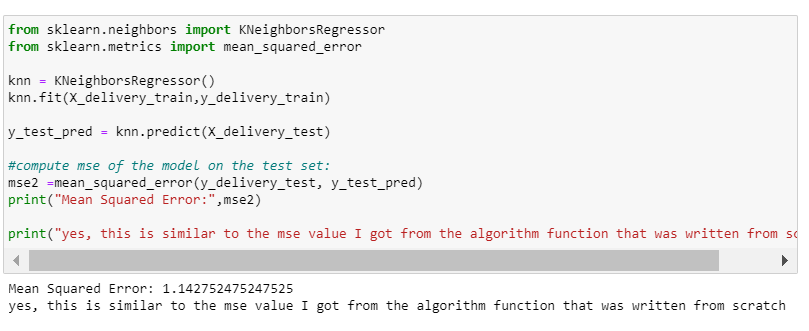 from sklearn.neighbors import KNeighborsRegressor
from sklearn.metrics import mean_squared_error
knn = KNeighborsRegressor()
knn.fit(X_delivery_train,y_delivery_train)
y_test_pred = knn.predict(X_delivery_test)
#compute mse of the model on the test set:
mse2 =mean_squared_error(y_delivery_test, y_test_pred)
print("Mean Squared Error:",mse2)
print("yes, this is similar to the mse value I got from the algorithm function that was written from sc
Mean Squared Error: 1.142752475247525
yes, this is similar to the mse value I got from the algorithm function that was written from scratch